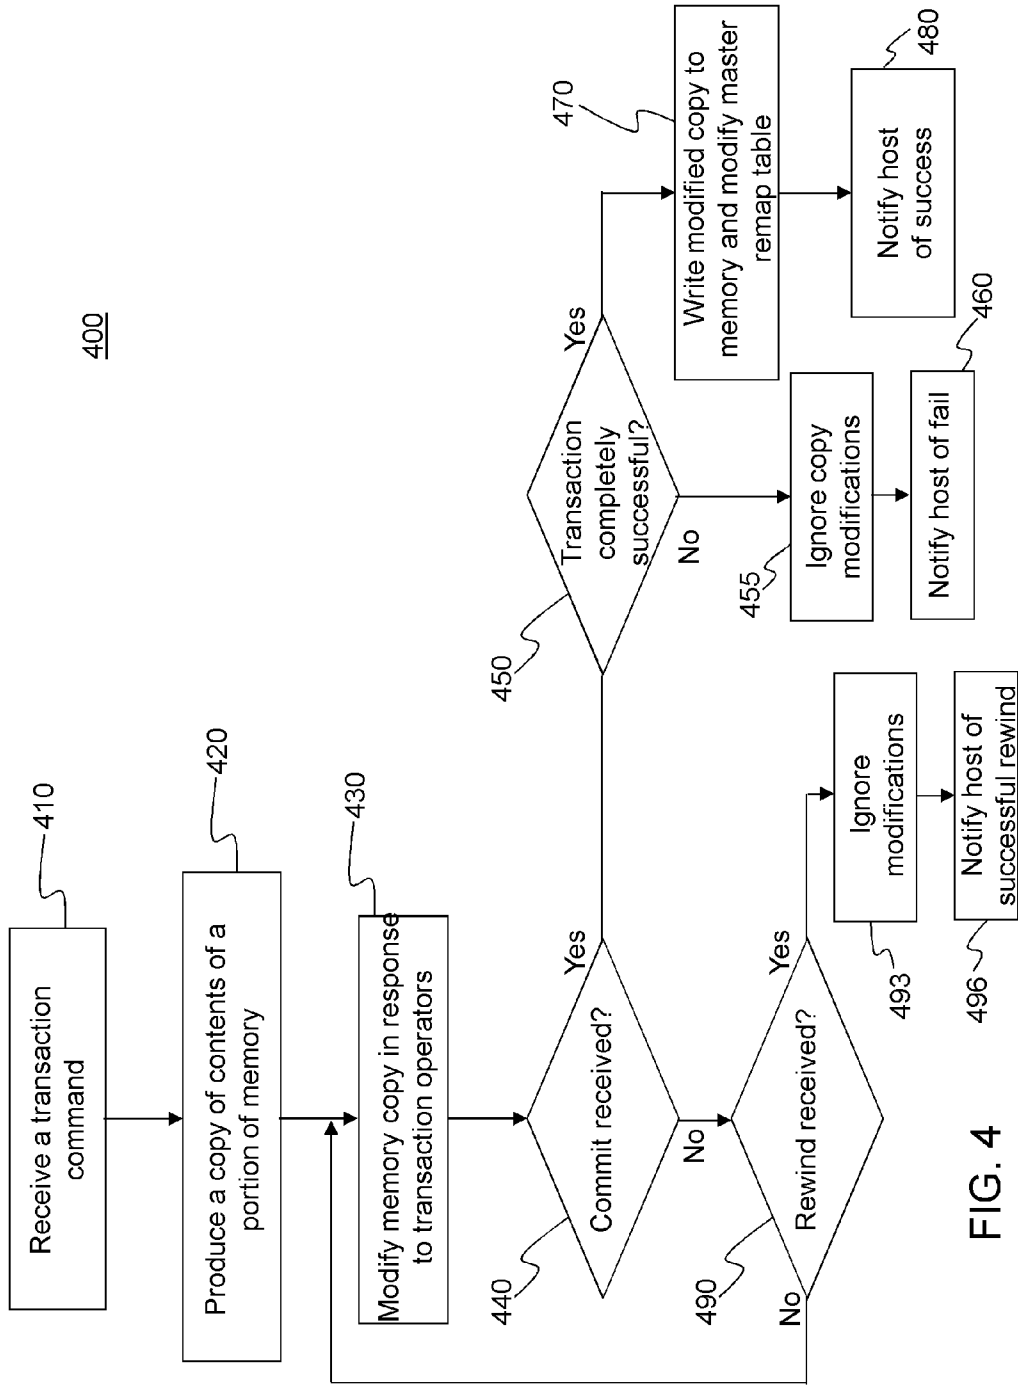 400
410
Receive a transaction
command
420
Produce a copy of contents of a
portion of memory
430
Modify memory copy in response
to transaction operators
440
Commit received?
Yes
No
450
Transaction
completely
successful?
Yes
No
470
Write modified copy to
memory and modify master
remap table
480
Notify host
of success
455
Ignore copy
modifications
460
Notify host of fail
490
Rewind received?
Yes
No
493
Ignore
modifications
496
Notify host of
successful rewind
FIG. 4